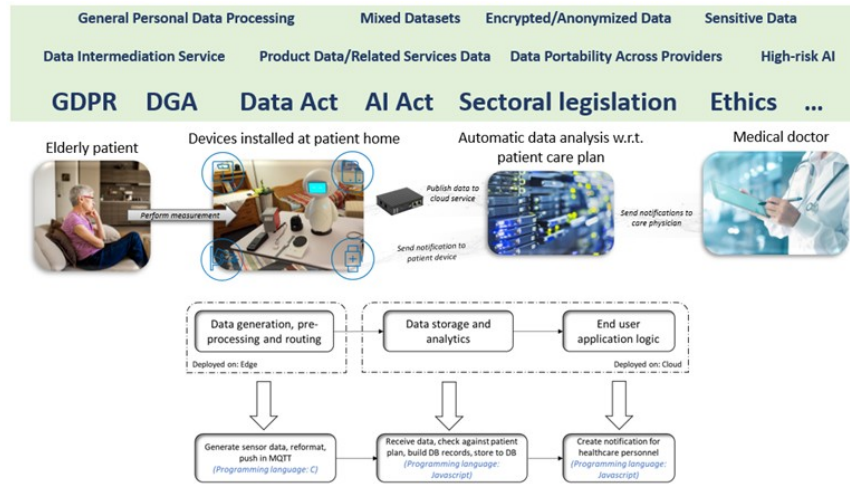 General Personal Data Processing Mixed Datasets Encrypted/Anonymized Data Sensitive Data
Data Intermediation Service Product Data/Related Services Data Data Portability Across Providers High-risk AI
GDPR DGA Data Act AI Act Sectoral legislation Ethics ...
Elderly patient
Devices installed at patient home
Automatic data analysis w.r.t.
patient care plan
Medical doctor
Perform measurement
Publish data to
cloud service
Send notification to
patient device
Send notifications to
care physician
Data generation, pre-
processing and routing
Deployed on: Edge
Data storage and
analytics
End user
application logic
Deployed on: Cloud
Generate sensor data, reformat,
push in MQTT
(Programming language: C)
Receive data, check against patient
plan, build DB records, store to DB
(Programming language:
Javascript)
Create notification for
healthcare personnel
(Programming language:
Javascript)